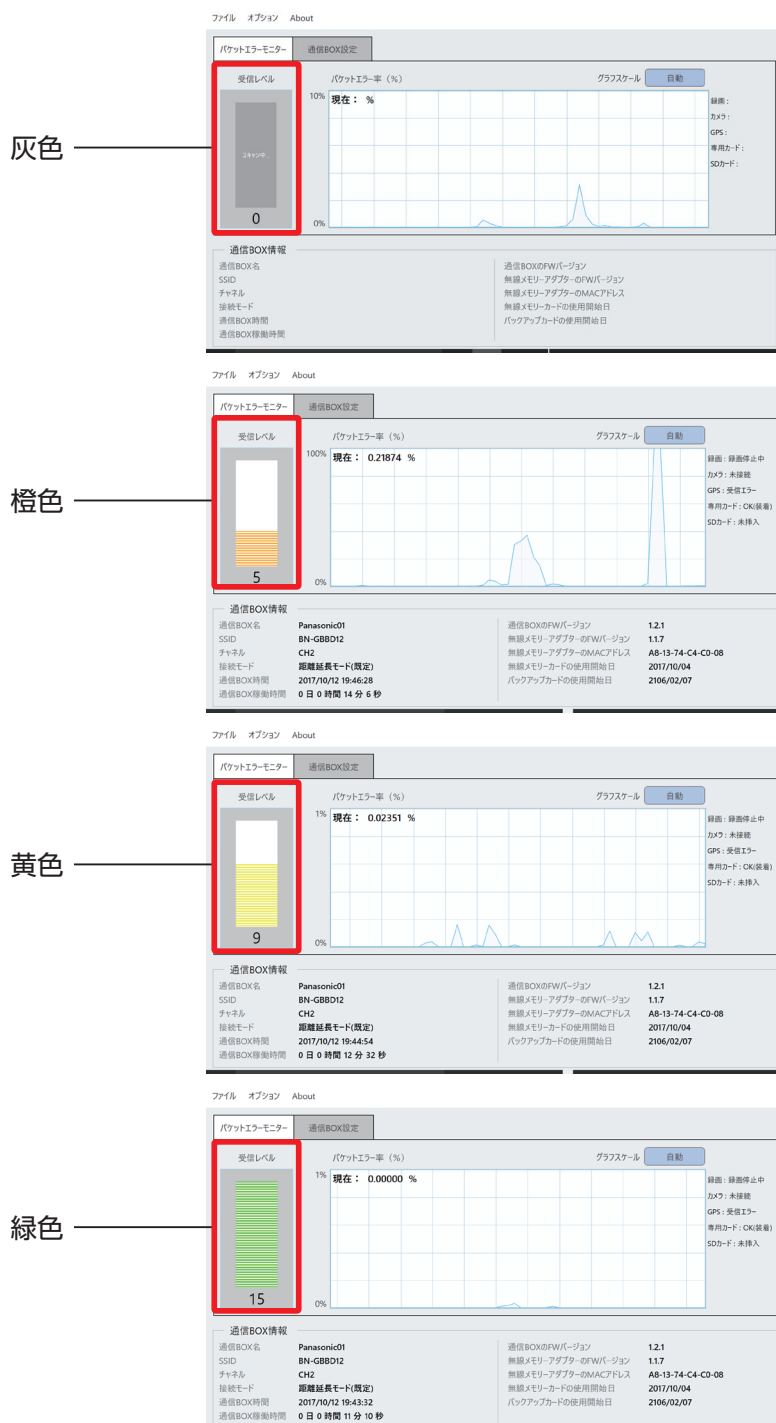 ファイル オプション About
パケットエラーモニター 通信BOX設定
受信レベル パケットエラー率（%） グラフスケール 自動
10% 現在： %
録画：
カメラ：
GPS：
専用カード：
SDカード：
灰色
スキャン中...
0
0%
通信BOX情報
通信BOX名 通信BOXのFWバージョン
SSID 無線メモリーアダプターのFWバージョン
チャネル 無線メモリーアダプターのMACアドレス
接続モード 無線メモリーカードの使用開始日
通信BOX時間 バックアップカードの使用開始日
通信BOX稼働時間
ファイル オプション About
パケットエラーモニター 通信BOX設定
受信レベル パケットエラー率（%） グラフスケール 自動
100% 現在： 0.21874 %
録画：録画停止中
カメラ：未接続
GPS：受信エラー
専用カード：OK(装着)
SDカード：未挿入
橙色
5
0%
通信BOX情報
通信BOX名 Panasonic01 通信BOXのFWバージョン 1.2.1
SSID BN-GBBD12 無線メモリーアダプターのFWバージョン 1.1.7
チャネル CH2 無線メモリーアダプターのMACアドレス A8-13-74-C4-C0-08
接続モード 距離延長モード(既定) 無線メモリーカードの使用開始日 2017/10/04
通信BOX時間 2017/10/12 19:46:28 バックアップカードの使用開始日 2106/02/07
通信BOX稼働時間 0 日 0 時間 14 分 6 秒
ファイル オプション About
パケットエラーモニター 通信BOX設定
受信レベル パケットエラー率（%） グラフスケール 自動
1% 現在： 0.02351 %
録画：録画停止中
カメラ：未接続
GPS：受信エラー
専用カード：OK(装着)
SDカード：未挿入
黄色
9
0%
通信BOX情報
通信BOX名 Panasonic01 通信BOXのFWバージョン 1.2.1
SSID BN-GBBD12 無線メモリーアダプターのFWバージョン 1.1.7
チャネル CH2 無線メモリーアダプターのMACアドレス A8-13-74-C4-C0-08
接続モード 距離延長モード(既定) 無線メモリーカードの使用開始日 2017/10/04
通信BOX時間 2017/10/12 19:44:54 バックアップカードの使用開始日 2106/02/07
通信BOX稼働時間 0 日 0 時間 12 分 32 秒
ファイル オプション About
パケットエラーモニター 通信BOX設定
受信レベル パケットエラー率（%） グラフスケール 自動
1% 現在： 0.00000 %
録画：録画停止中
カメラ：未接続
GPS：受信エラー
専用カード：OK(装着)
SDカード：未挿入
緑色
15
0%
通信BOX情報
通信BOX名 Panasonic01 通信BOXのFWバージョン 1.2.1
SSID BN-GBBD12 無線メモリーアダプターのFWバージョン 1.1.7
チャネル CH2 無線メモリーアダプターのMACアドレス A8-13-74-C4-C0-08
接続モード 距離延長モード(既定) 無線メモリーカードの使用開始日 2017/10/04
通信BOX時間 2017/10/12 19:43:32 バックアップカードの使用開始日 2106/02/07
通信BOX稼働時間 0 日 0 時間 11 分 10 秒